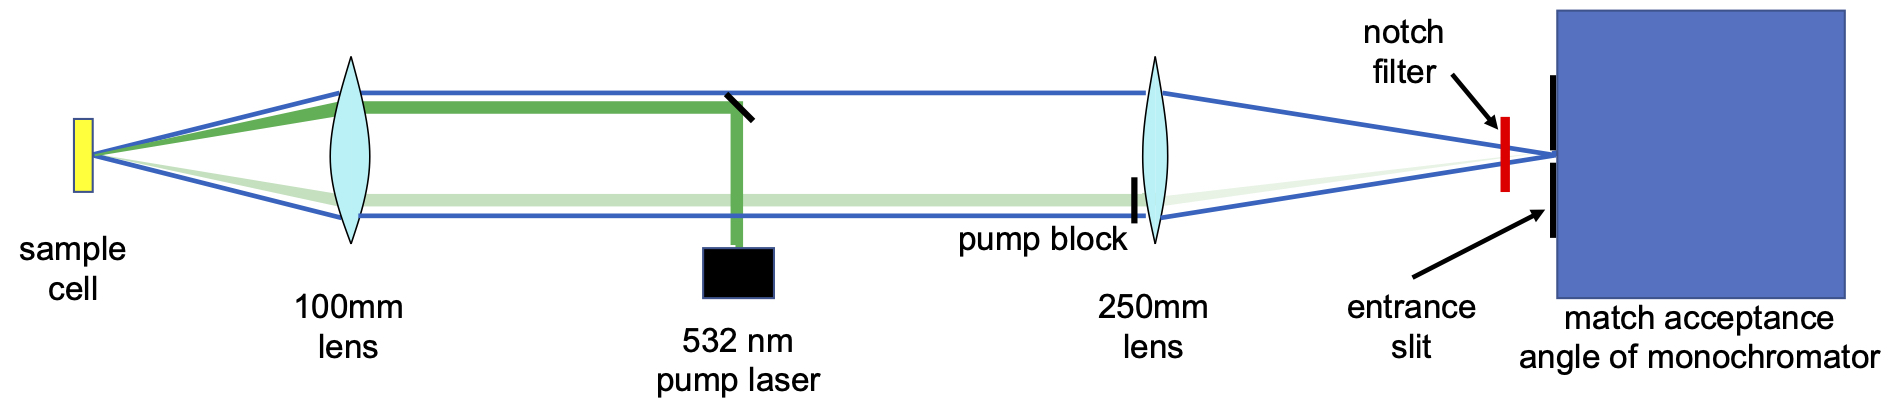 notch
filter
sample
cell
100mm
lens
532 nm
pump laser
pump block
250mm
lens
entrance
slit
match acceptance
angle of monochromator